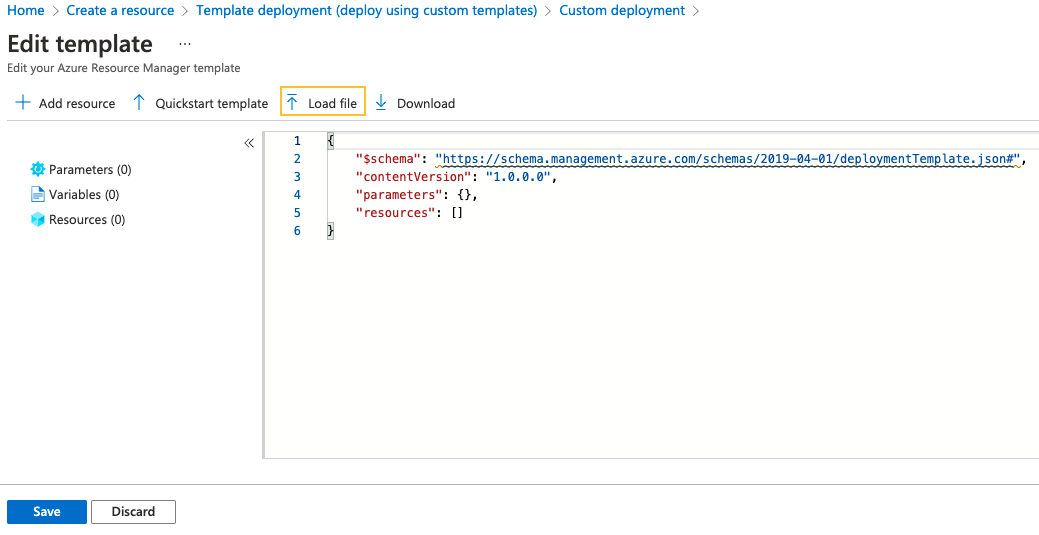 Home > Create a resource > Template deployment (deploy using custom templates) > Custom deployment >
Edit template ...
Edit your Azure Resource Manager template
+ Add resource ↑ Quickstart template Load file ↓ Download
«
Parameters (0)
Variables (0)
Resources (0)
1 {
2 "$schema": "https://schema.management.azure.com/schemas/2019-04-01/deploymentTemplate.json#",
3 "contentVersion": "1.0.0.0",
4 "parameters": {},
5 "resources": []
6 }
Save Discard